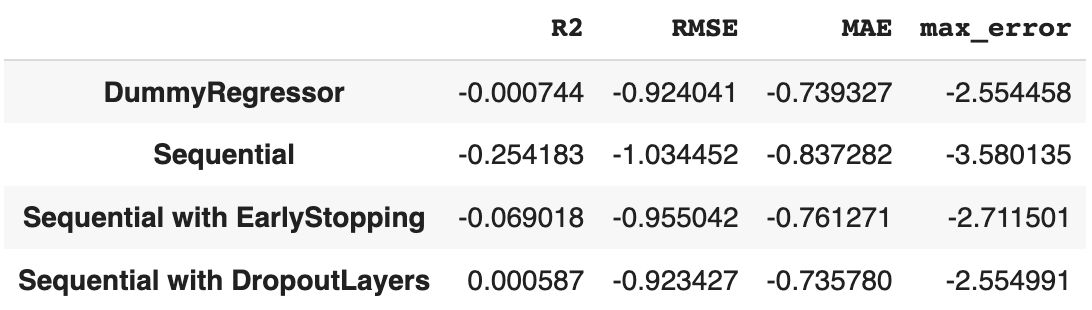 R2 RMSE MAE max_error
DummyRegressor -0.000744 -0.924041 -0.739327 -2.554458
Sequential -0.254183 -1.034452 -0.837282 -3.580135
Sequential with EarlyStopping -0.069018 -0.955042 -0.761271 -2.711501
Sequential with DropoutLayers 0.000587 -0.923427 -0.735780 -2.554991